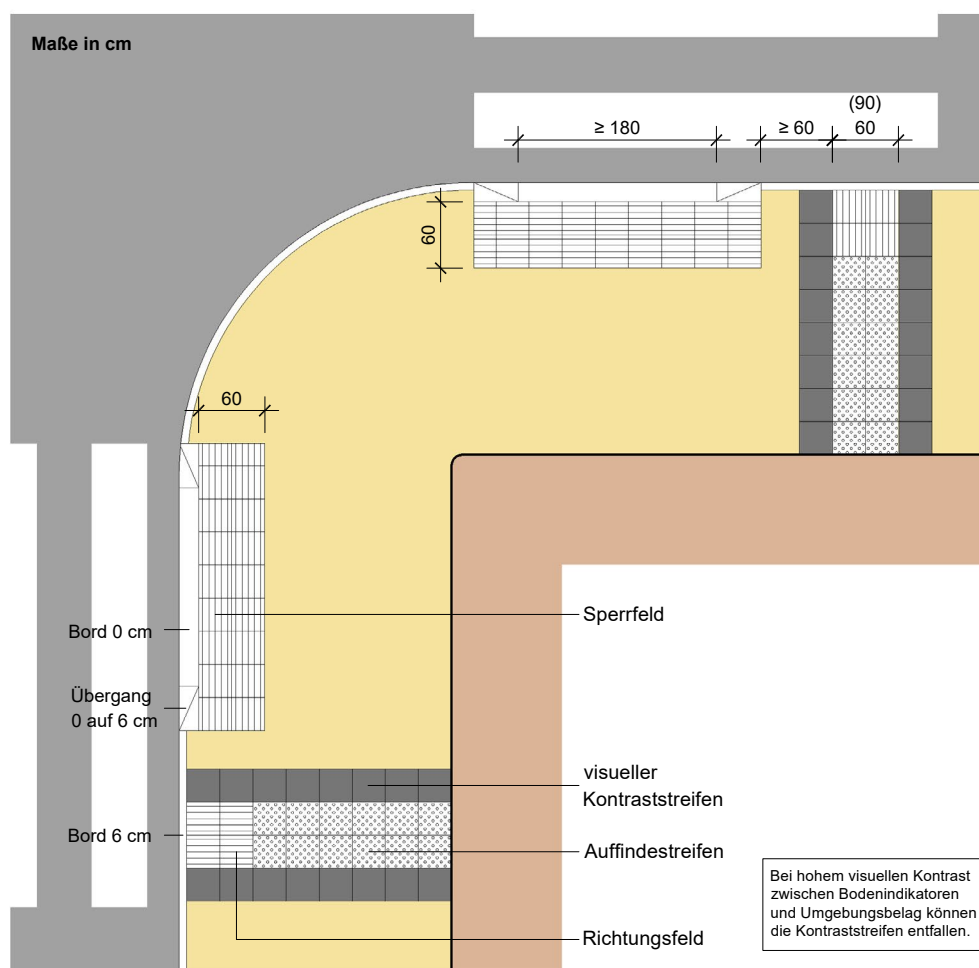 Maße in cm
(90)
≥ 180
≥ 60
60
60
60
Sperrfeld
Bord 0 cm
Übergang
0 auf 6 cm
visueller
Kontraststreifen
Bord 6 cm
Auffindestreifen
Bei hohem visuellen Kontrast
zwischen Bodenindikatoren
und Umgebungsbelag können
die Kontraststreifen entfallen.
Richtungsfeld